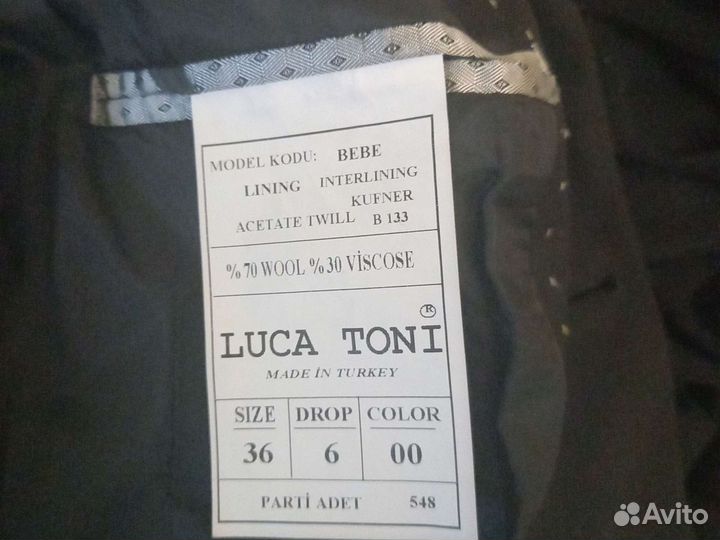 MODEL KODU: BEBE
LINING INTERLINING
KUFNER
ACETATE TWILL B 133
%70 WOOL %30 VİSCOSE
LUCA TONI ®
MADE İN TURKEY
SIZE DROP COLOR
36 6 00
PARTİ ADET 548
Avito